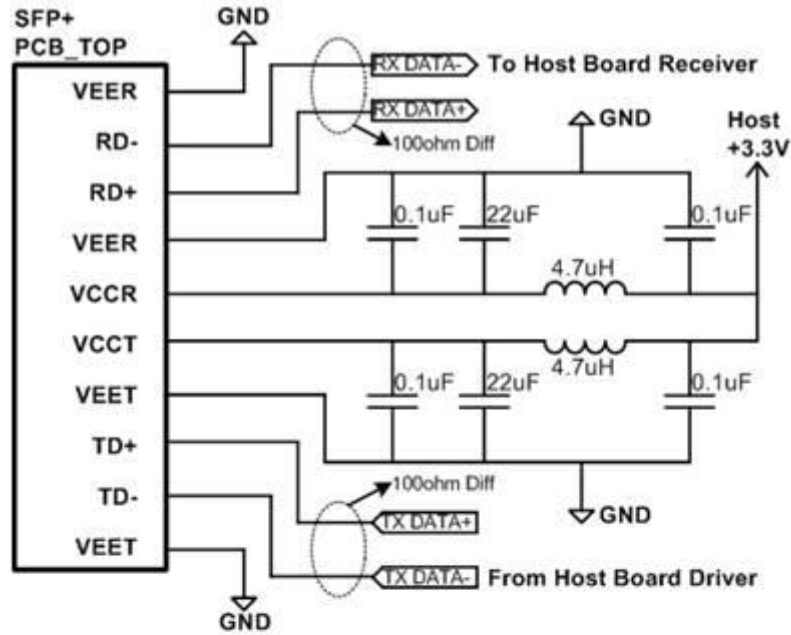 SFP+
PCB_TOP
GND
VEER
RD-
RD+
VEER
VCCR
VCCT
VEET
TD+
TD-
VEET
RX DATA- To Host Board Receiver
RX DATA+
100ohm Diff
GND
Host
+3.3V
0.1uF
22uF
0.1uF
4.7uH
4.7uH
0.1uF
22uF
0.1uF
100ohm Diff
TX DATA+
GND
TX DATA- From Host Board Driver
GND